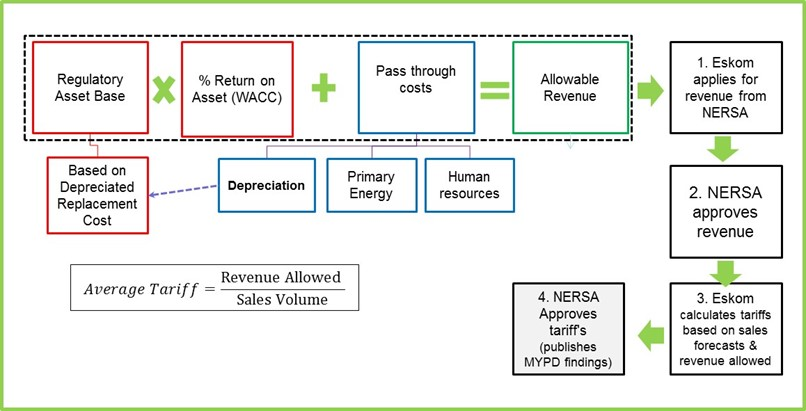 Regulatory
Asset Base
% Return on
Asset (WACC)
Pass through
costs
Allowable
Revenue
1. Eskom
applies for
revenue from
NERSA
Based on
Depreciated
Replacement
Cost
Depreciation
Primary
Energy
Human
resources
2. NERSA
approves
revenue
Average Tariff = Revenue Allowed
Sales Volume
4. NERSA
Approves
tariff's
(publishes
MYPD findings)
3. Eskom
calculates tariffs
based on sales
forecasts &
revenue allowed